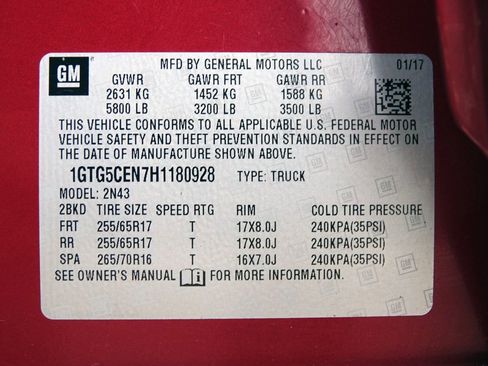 GM
MFD BY GENERAL MOTORS LLC 01/17
GVWR GAWR FRT GAWR RR
2631 KG 1452 KG 1588 KG
5800 LB 3200 LB 3500 LB
THIS VEHICLE CONFORMS TO ALL APPLICABLE U.S. FEDERAL MOTOR
VEHICLE SAFETY AND THEFT PREVENTION STANDARDS IN EFFECT ON
THE DATE OF MANUFACTURE SHOWN ABOVE.
1GTG5CEN7H1180928 TYPE: TRUCK
MODEL: 2N43
2BKD TIRE SIZE SPEED RTG RIM COLD TIRE PRESSURE
FRT 255/65R17 T 17X8.0J 240KPA(35PSI)
RR 255/65R17 T 17X8.0J 240KPA(35PSI)
SPA 265/70R16 T 16X7.0J 240KPA(35PSI)
SEE OWNER'S MANUAL FOR MORE INFORMATION.